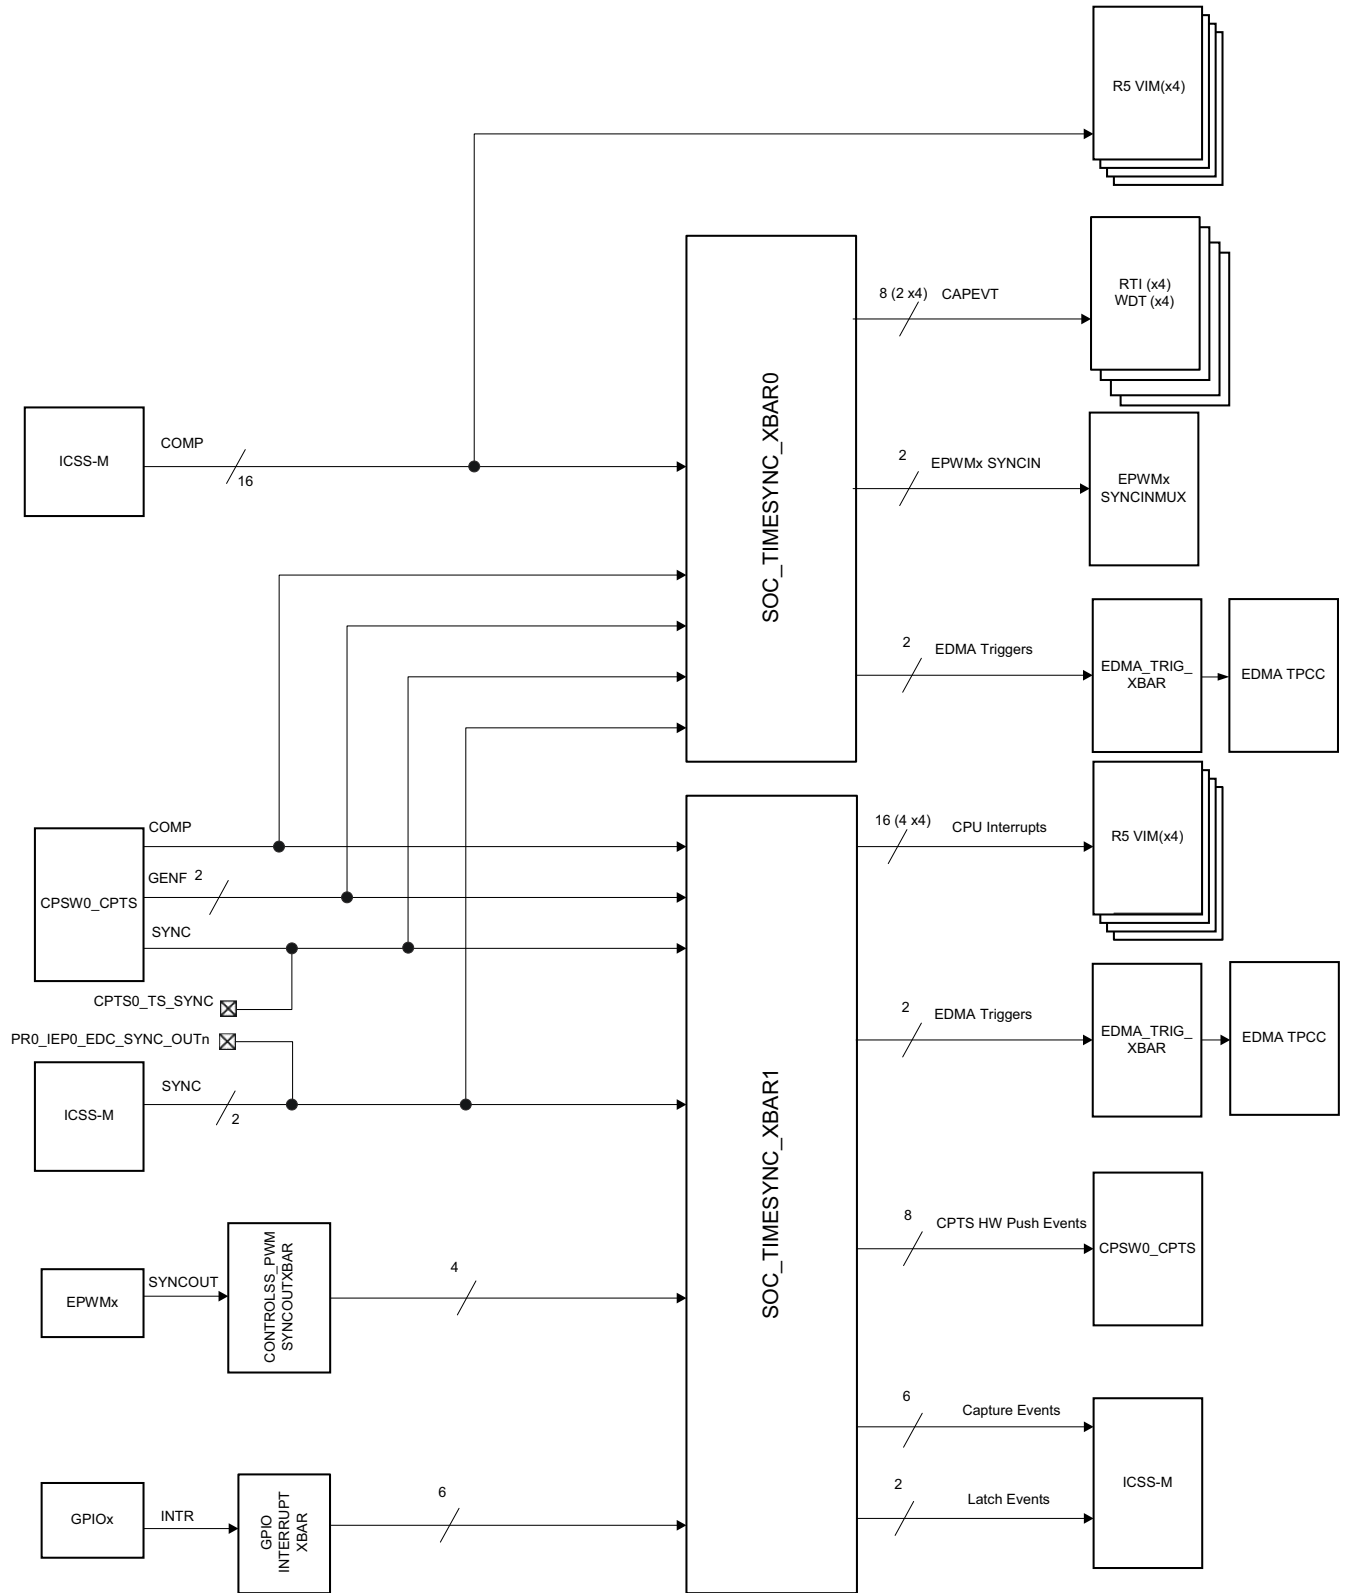 R5 VIM(x4)
8 (2 x4)
CAPEVT
RTI (x4)
WDT (x4)
SOC_TIMESYNC_XBAR0
ICSS-M
COMP
16
2
EPWMx SYNCIN
EPWMx
SYNCINMUX
2
EDMA Triggers
EDMA_TRIG_
XBAR
EDMA TPCC
CPSW0_CPTS
COMP
GENF
2
SYNC
CPTS0_TS_SYNC
PR0_IEP0_EDC_SYNC_OUTn
ICSS-M
SYNC
2
SOC_TIMESYNC_XBAR1
16 (4 x4)
CPU Interrupts
R5 VIM(x4)
2
EDMA Triggers
EDMA_TRIG_
XBAR
EDMA TPCC
8
CPTS HW Push Events
CPSW0_CPTS
EPWMx
SYNCOUT
CONTROLSS_PWM
SYNCOUTXBAR
4
6
Capture Events
2
Latch Events
ICSS-M
GPIOx
INTR
GPIO
INTERRUPT
XBAR
6